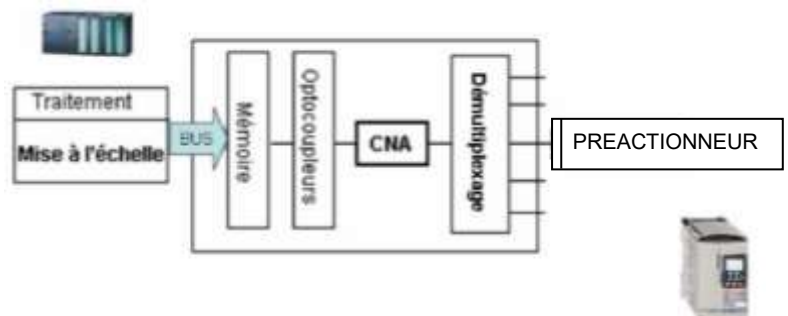 Traitement
Mise à l'échelle
BUS
Mémoire
Optocoupleurs
CNA
Démultiplexage
PREACTIONNEUR